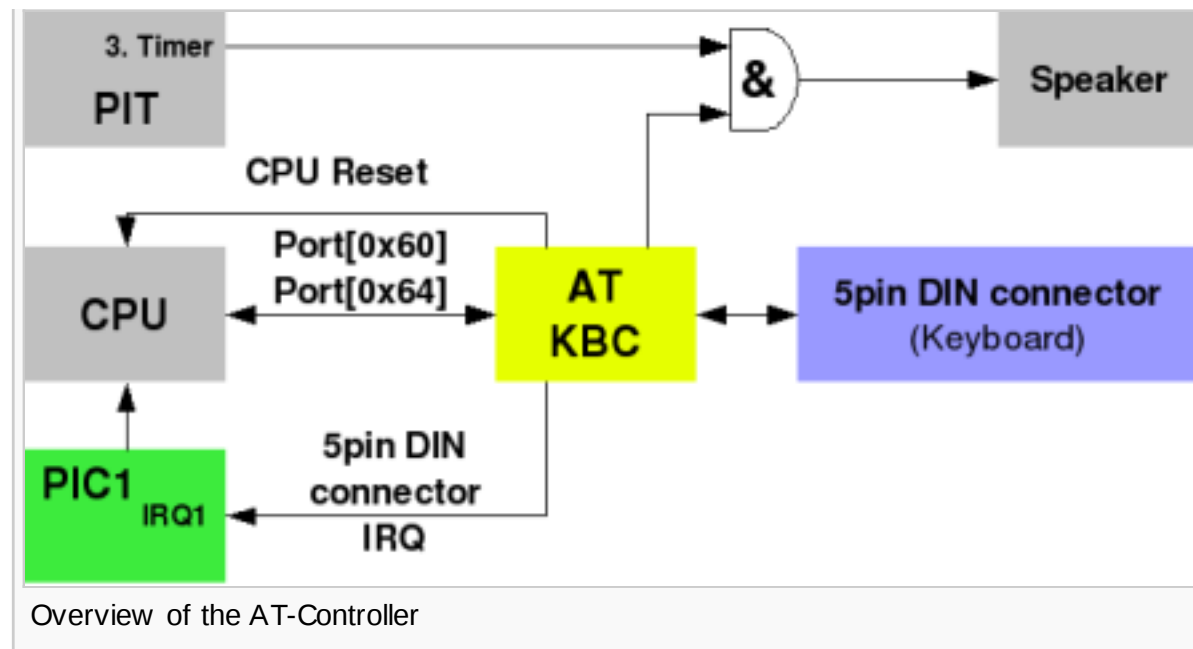 3. Timer
PIT
&
Speaker
CPU Reset
Port[0x60]
Port[0x64]
CPU
AT
KBC
5pin DIN connector
(Keyboard)
PIC1
IRQ1
5pin DIN
connector
IRQ
Overview of the AT-Controller